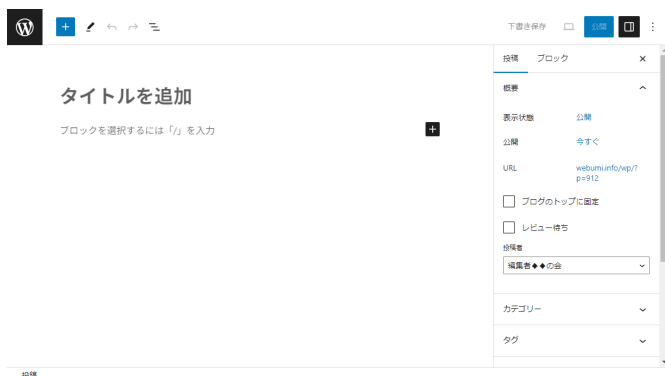 下書き保存
公開
投稿 ブロック
概要
タイトルを追加
ブロックを選択するには「/」を入力
表示状態 公開
公開 今すぐ
URL webumi.info/wp/?
p=912
ブログのトップに固定
レビュー待ち
投稿者
編集者◆◆の会
カテゴリー
タグ
投稿